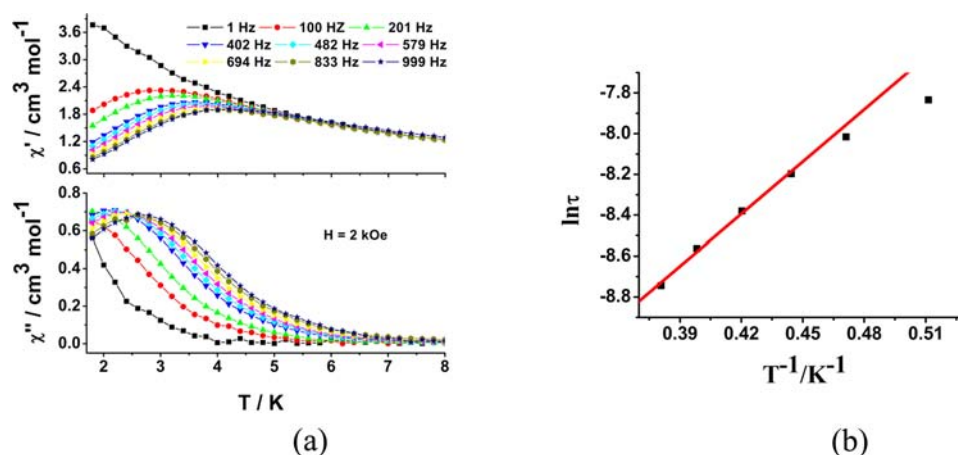 1 Hz 100 HZ 201 Hz
402 Hz 482 Hz 579 Hz
694 Hz 833 Hz 999 Hz
χ' / cm³ mol⁻¹
3.6
3.0
2.4
1.8
1.2
0.6
χ'' / cm³ mol⁻¹
0.8
0.6
0.4
0.2
0.0
H = 2 kOe
2 3 4 5 6 7 8
T / K
(a)
lnτ
-7.8
-8.0
-8.2
-8.4
-8.6
-8.8
0.39 0.42 0.45 0.48 0.51
T⁻¹/K⁻¹
(b)